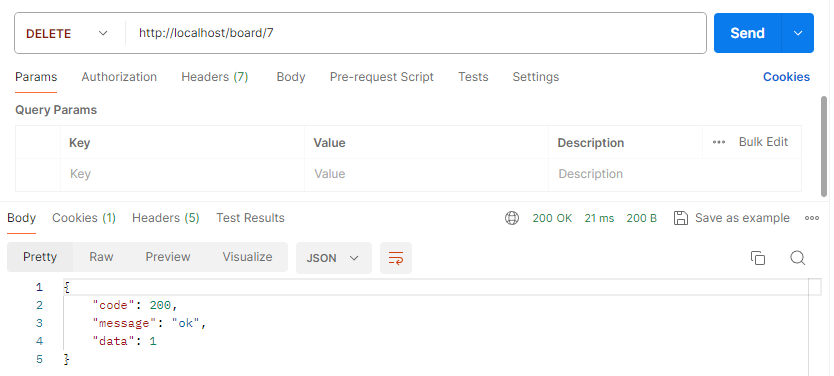 DELETE http://localhost/board/7 Send
Params Authorization Headers (7) Body Pre-request Script Tests Settings Cookies
Query Params
Key Value Description ••• Bulk Edit
Key Value Description
Body Cookies (1) Headers (5) Test Results 200 OK 21 ms 200 B Save as example
Pretty Raw Preview Visualize JSON
1 {
2 "code": 200,
3 "message": "ok",
4 "data": 1
5 }